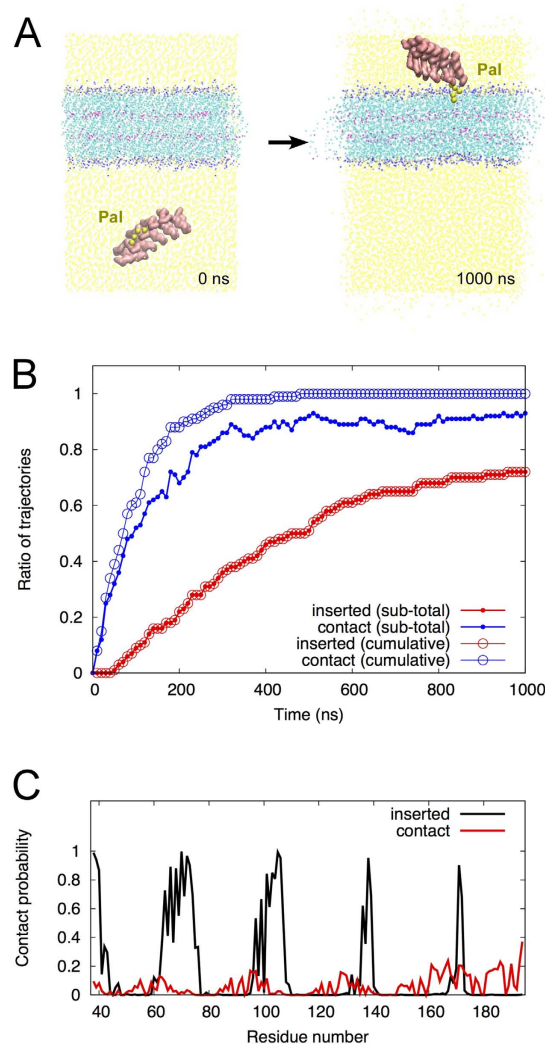 A
Pal
Pal
0 ns
1000 ns
B
Ratio of trajectories
1
0.8
0.6
0.4
0.2
0
inserted (sub-total)
contact (sub-total)
inserted (cumulative)
contact (cumulative)
0 200 400 600 800 1000
Time (ns)
C
Contact probability
1
0.8
0.6
0.4
0.2
0
inserted
contact
40 60 80 100 120 140 160 180
Residue number